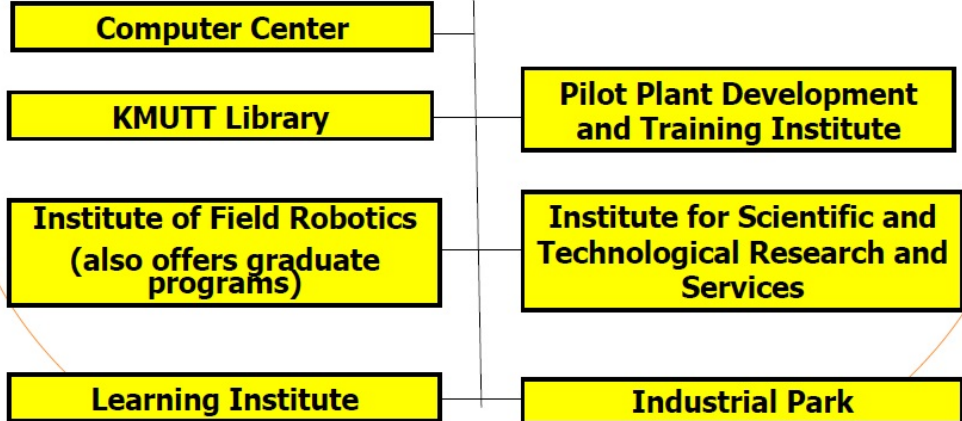 Computer Center
KMUTT Library
Pilot Plant Development
and Training Institute
Institute of Field Robotics
(also offers graduate
programs)
Institute for Scientific and
Technological Research and
Services
Learning Institute
Industrial Park